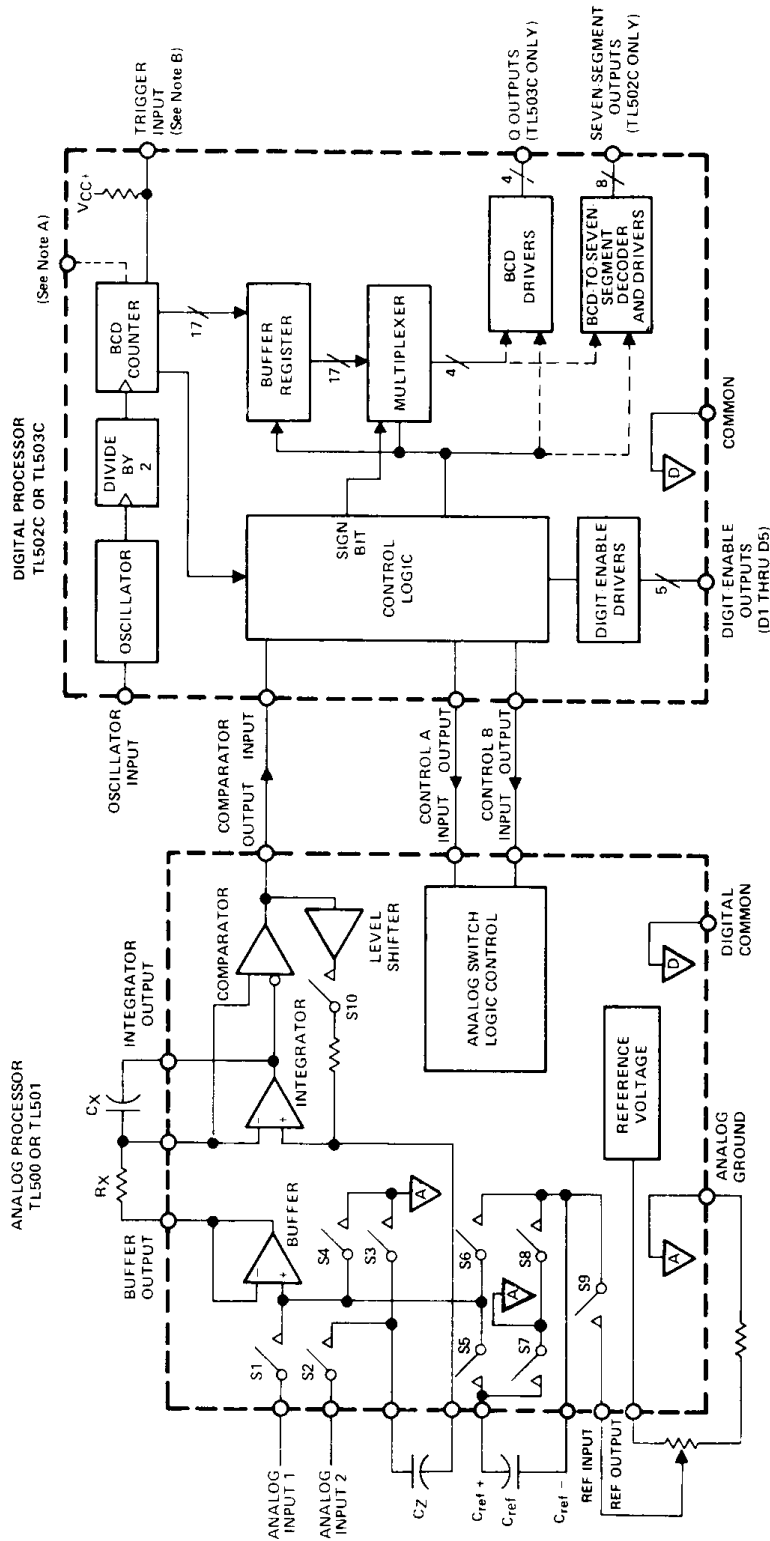 ANALOG PROCESSOR
TL500 OR TL501
BUFFER
OUTPUT
RX
CX
INTEGRATOR
OUTPUT
ANALOG
INPUT 1
ANALOG
INPUT 2
S1
S2
S3
S4
S5
S6
S7
S8
S9
S10
BUFFER
-
+
INTEGRATOR
-
+
COMPARATOR
LEVEL
SHIFTER
A
A
A
D
CZ
Cref +
Cref
Cref −
REF INPUT
REF OUTPUT
ANALOG SWITCH
LOGIC CONTROL
REFERENCE
VOLTAGE
ANALOG
GROUND
DIGITAL
COMMON
COMPARATOR
OUTPUT INPUT
CONTROL A
INPUT OUTPUT
CONTROL B
INPUT OUTPUT
DIGITAL PROCESSOR
TL502C OR TL503C
OSCILLATOR
INPUT
OSCILLATOR
DIVIDE
BY
2
BCD
COUNTER
(See Note A)
VCC+
TRIGGER
INPUT
(See Note B)
17
BUFFER
REGISTER
17
MULTIPLEXER
4
SIGN
BIT
CONTROL
LOGIC
BCD
DRIVERS
4
Q OUTPUTS
(TL503C ONLY)
BCD-TO-SEVEN-
SEGMENT
DECODER
AND DRIVERS
8
SEVEN-SEGMENT
OUTPUTS
(TL502C ONLY)
DIGIT ENABLE
DRIVERS
5
DIGIT ENABLE
OUTPUTS
(D1 THRU D5)
D
COMMON